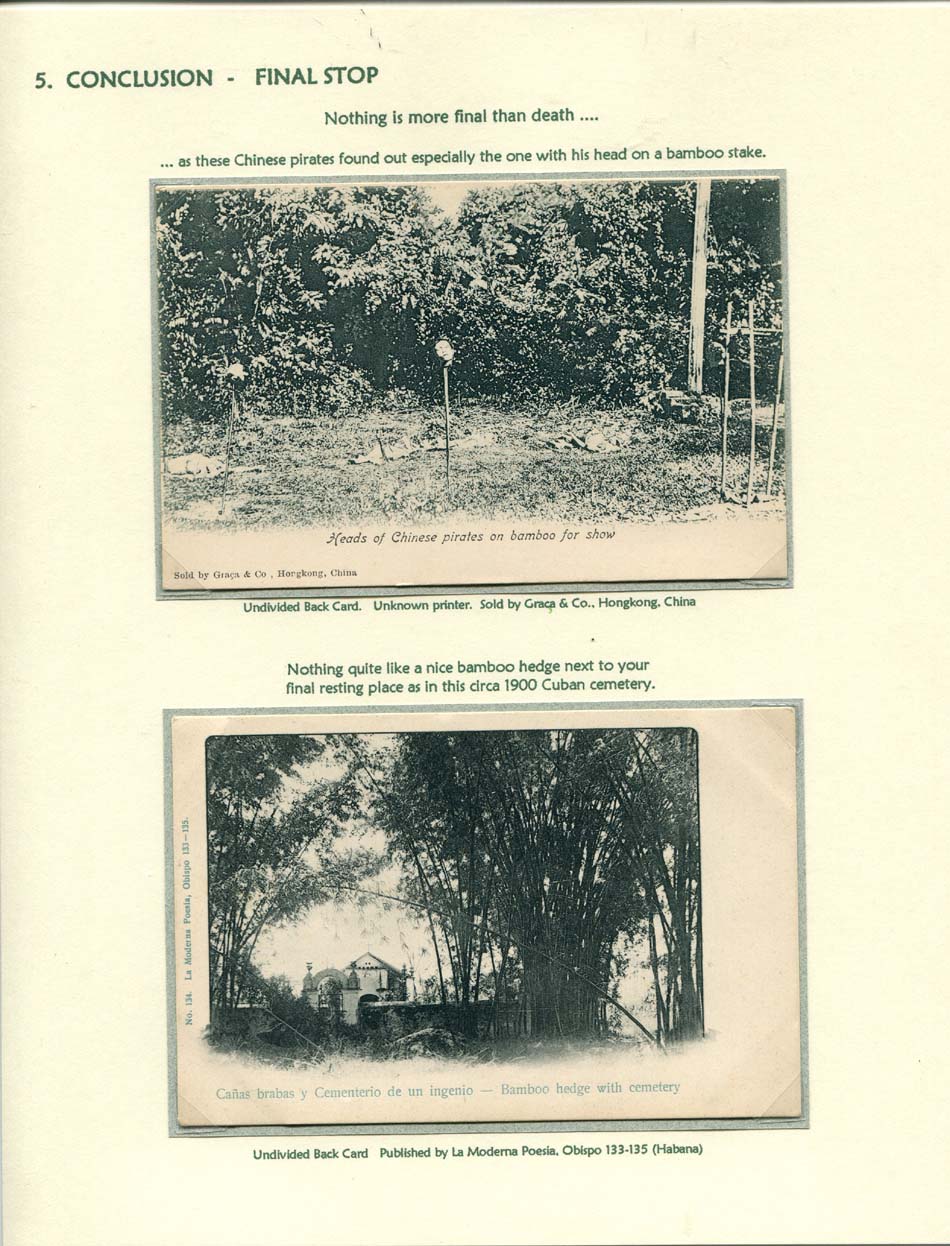 5. CONCLUSION - FINAL STOP
Nothing is more final than death ....
... as these Chinese pirates found out especially the one with his head on a bamboo stake.
Heads of Chinese pirates on bamboo for show
Sold by Graça & Co , Hongkong, China
Undivided Back Card. Unknown printer. Sold by Graça & Co., Hongkong, China
Nothing quite like a nice bamboo hedge next to your
final resting place as in this circa 1900 Cuban cemetery.
No. 134. La Moderna Poesia, Obispo 133—135.
Cañas brabas y Cementerio de un ingenio — Bamboo hedge with cemetery
Undivided Back Card Published by La Moderna Poesia, Obispo 133-135 (Habana)